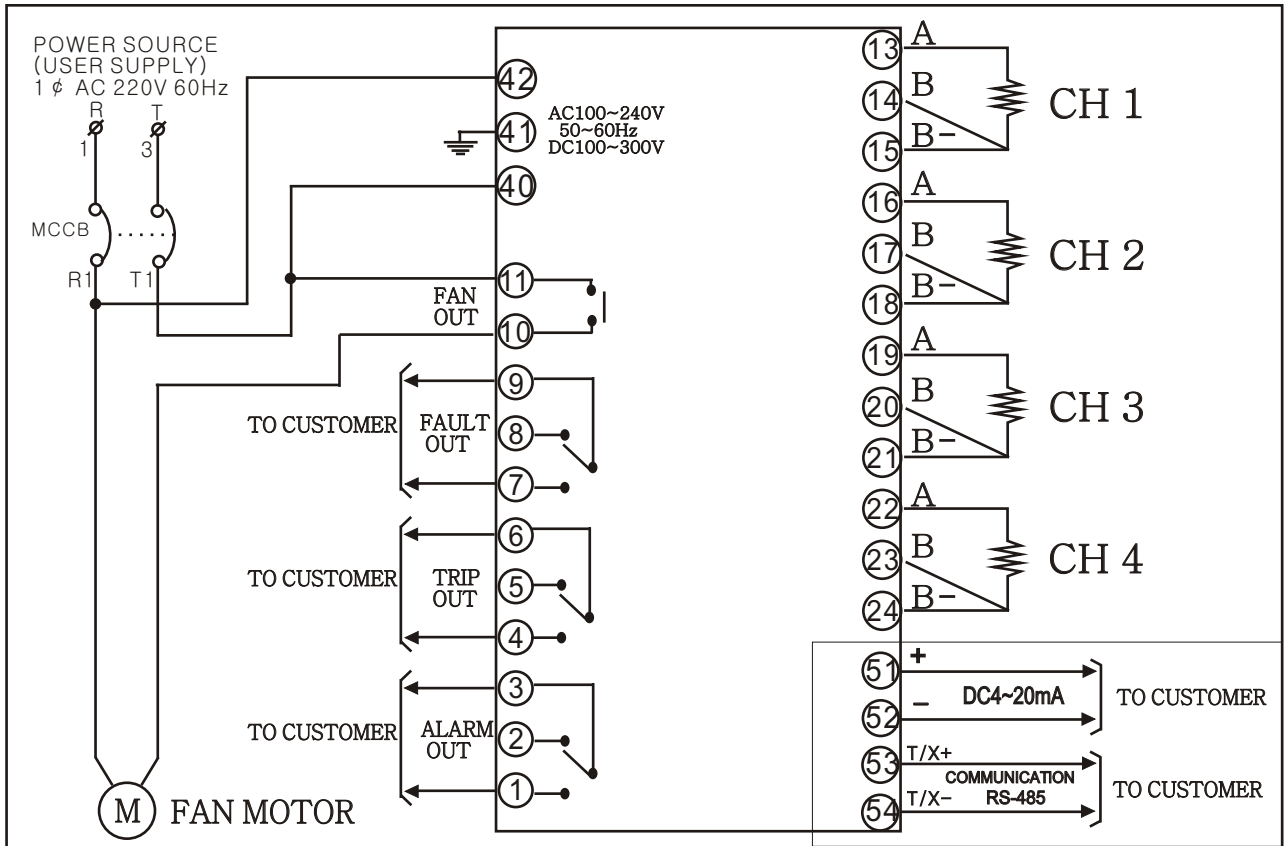 POWER SOURCE
(USER SUPPLY)
1 ¢ AC 220V 60Hz
R
T
1
3
MCCB
R1
T1
42
41
40
AC100~240V
50~60Hz
DC100~300V
11
10
FAN
OUT
9
8
7
FAULT
OUT
TO CUSTOMER
6
5
4
TRIP
OUT
TO CUSTOMER
3
2
1
ALARM
OUT
TO CUSTOMER
M
FAN MOTOR
13
A
14
B
15
B-
CH 1
16
A
17
B
18
B-
CH 2
19
A
20
B
21
B-
CH 3
22
A
23
B
24
B-
CH 4
51
+
52
−
DC4~20mA
TO CUSTOMER
53
T/X+
54
T/X−
COMMUNICATION
RS-485
TO CUSTOMER